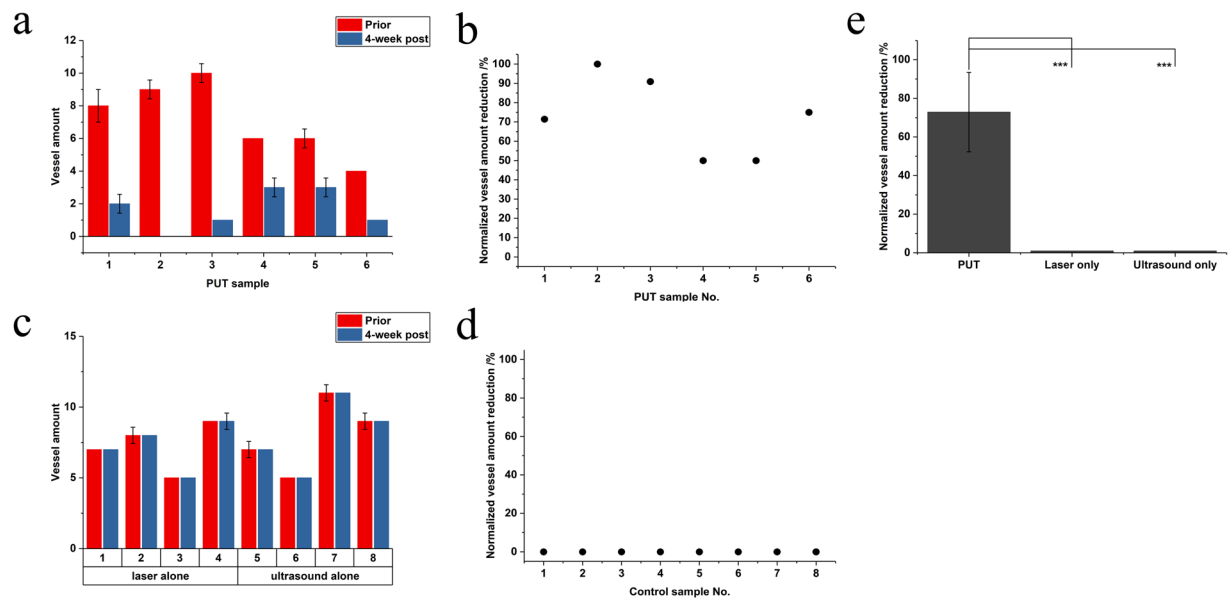 a
Prior
4-week post
Vessel amount
12
10
8
6
4
2
0
1 2 3 4 5 6
PUT sample
b
Normalized vessel amount reduction /%
100
90
80
70
60
50
40
30
20
10
0
1 2 3 4 5 6
PUT sample No.
e
Normalized vessel amount reduction /%
100
80
60
40
20
0
*** ***
PUT Laser only Ultrasound only
c
Prior
4-week post
Vessel amount
15
10
5
0
1 2 3 4 5 6 7 8
laser alone ultrasound alone
d
Normalized vessel amount reduction /%
100
80
60
40
20
0
1 2 3 4 5 6 7 8
Control sample No.